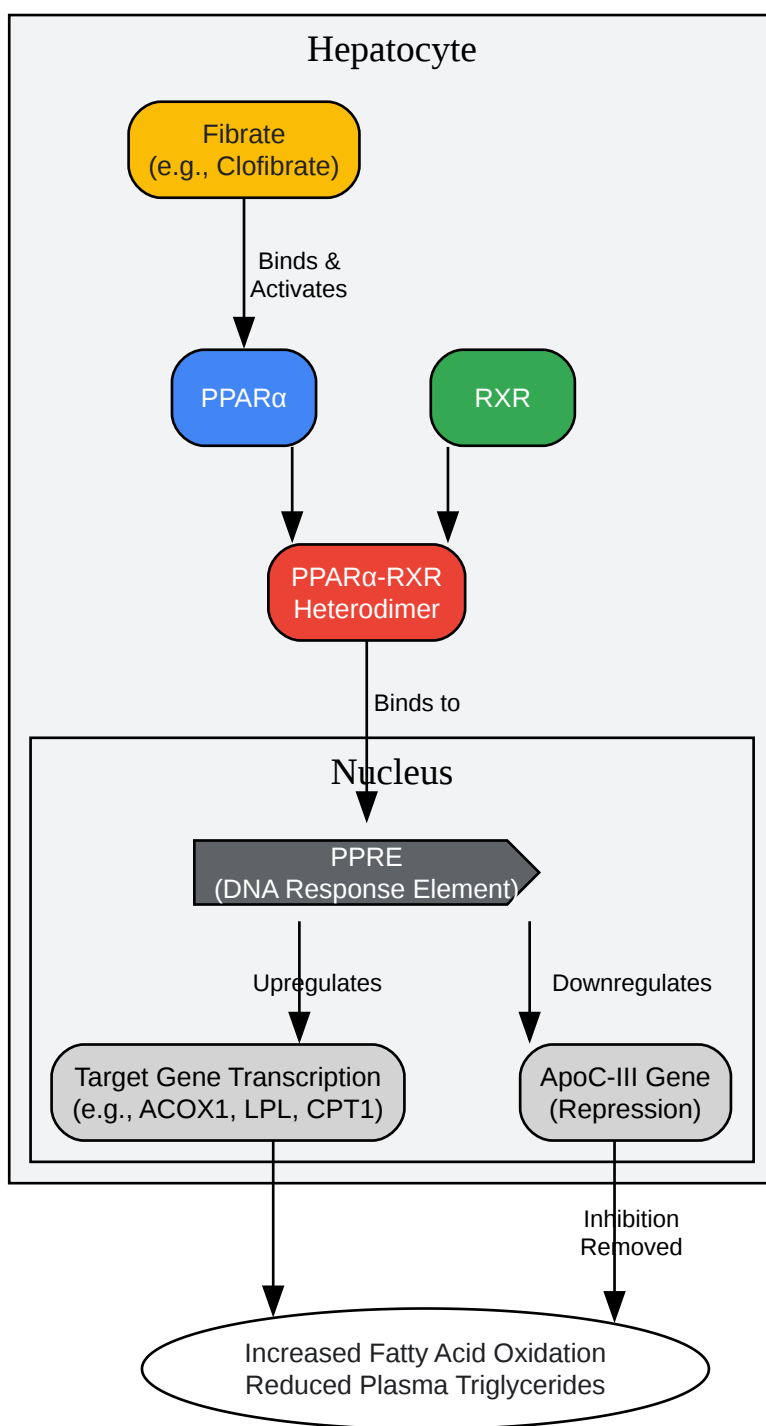 Hepatocyte
Fibrate
(e.g., Clofibrate)
Binds &
Activates
PPARα
RXR
PPARα-RXR
Heterodimer
Binds to
Nucleus
PPRE
(DNA Response Element)
Upregulates
Downregulates
Target Gene Transcription
(e.g., ACOX1, LPL, CPT1)
ApoC-III Gene
(Repression)
Inhibition
Removed
Increased Fatty Acid Oxidation
Reduced Plasma Triglycerides